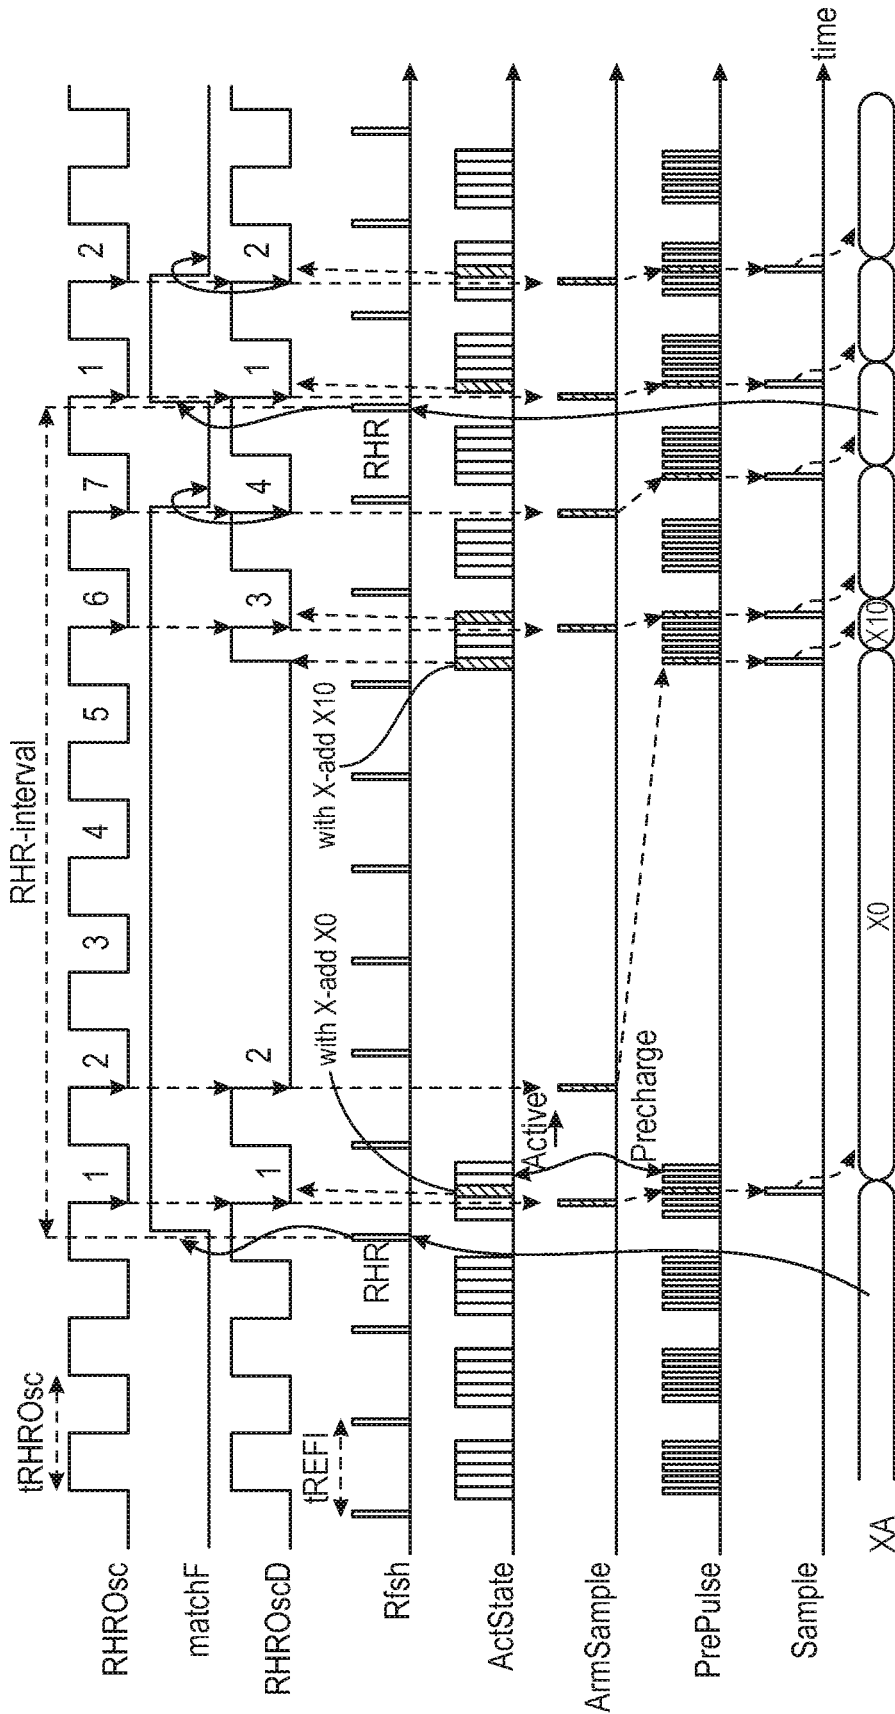 RHR-interval
tRHROsc
RHROsc
1
2
3
4
5
6
7
1
2
matchF
RHROscD
1
2
3
4
1
2
tREFI
Rfsh
RHR
RHR
with X-add X0
with X-add X10
ActState
Active
ArmSample
Precharge
PrePulse
Sample
time
XA
X0
X10